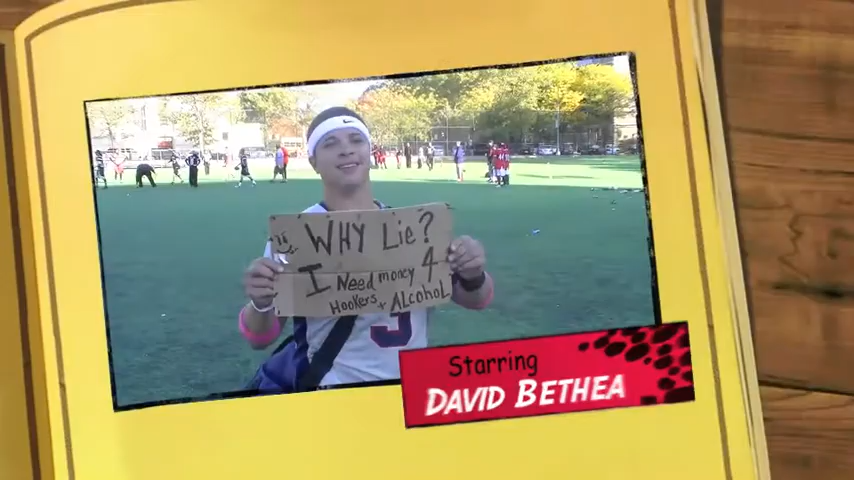 WHY Lie?
I Need money 4
Hookers + Alcohol
Starring
DAVID BETHEA